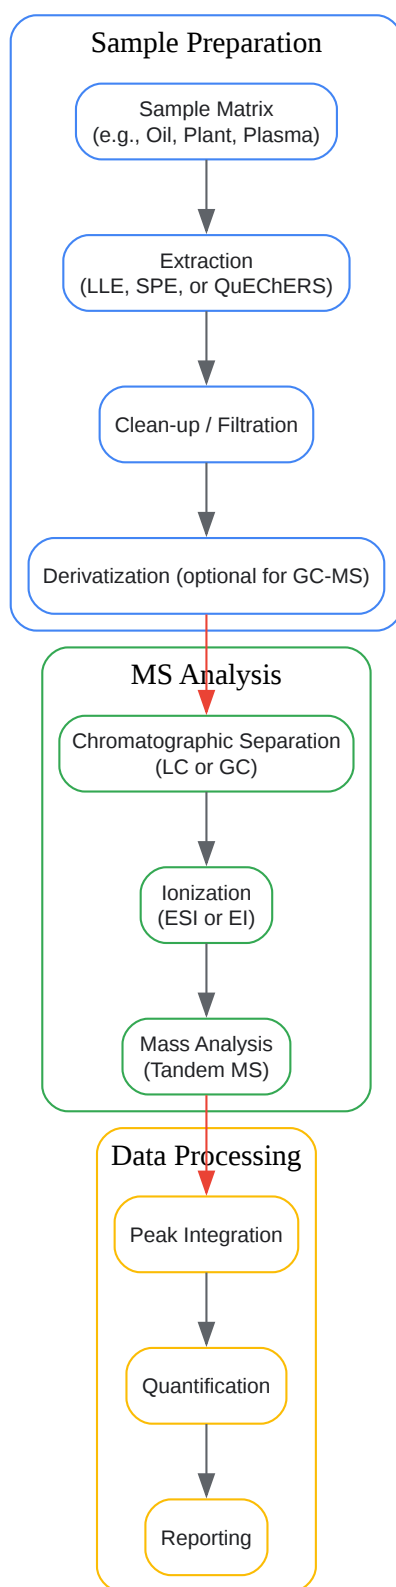 Sample Preparation
Sample Matrix
(e.g., Oil, Plant, Plasma)
Extraction
(LLE, SPE, or QuEChERS)
Clean-up / Filtration
Derivatization (optional for GC-MS)
MS Analysis
Chromatographic Separation
(LC or GC)
Ionization
(ESI or EI)
Mass Analysis
(Tandem MS)
Data Processing
Peak Integration
Quantification
Reporting